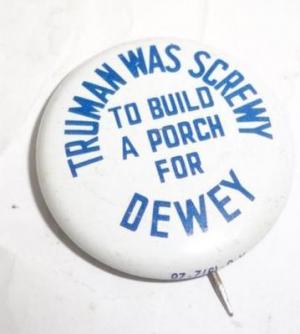 TRUMAN WAS SCREWY
TO BUILD
A PORCH
FOR
DEWEY